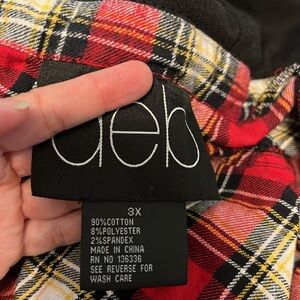 deb
3X
90%COTTON
8%POLYESTER
2%SPANDEX
MADE IN CHINA
RN NO 136336
SEE REVERSE FOR
WASH CARE